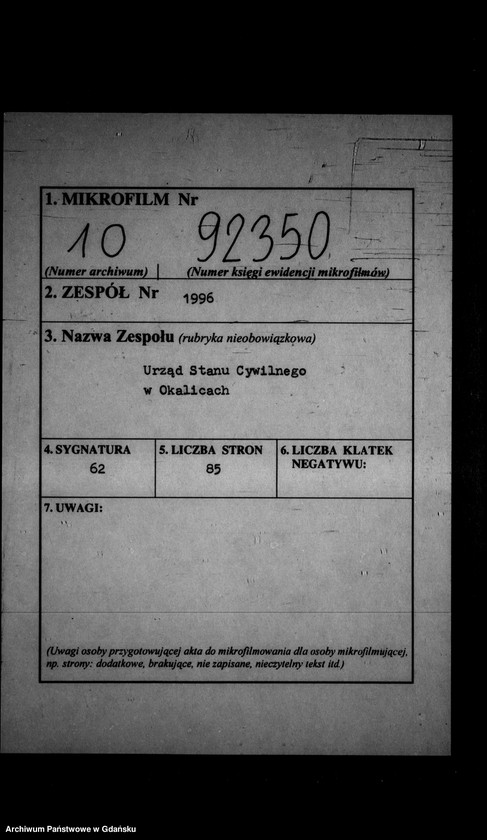 1. MIKROFILM Nr
10 92350
(Numer archiwum) (Numer księgi ewidencji mikrofilmów)
2. ZESPÓŁ Nr 1996
3. Nazwa Zespołu (rubryka nieobowiązkowa)
Urząd Stanu Cywilnego
w Okalicach
4. SYGNATURA 5. LICZBA STRON 6. LICZBA KLATEK
NEGATYWU:
62 85
7. UWAGI:
(Uwagi osoby przygotowującej akta do mikrofilmowania dla osoby mikrofilmującej,
np. strony: dodatkowe, brakujące, nie zapisane, nieczytelny tekst itd.)
Archiwum Państwowe w Gdańsku